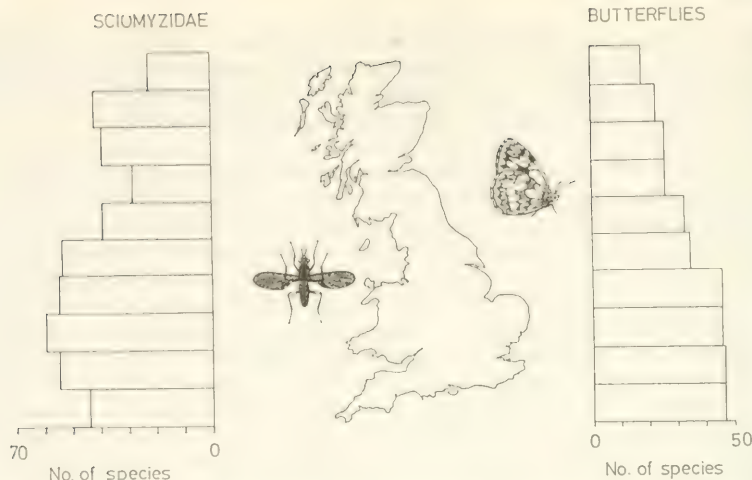 SCIOMYZIDAE
BUTTERFLIES
70 0
No. of species
0 50
No. of species